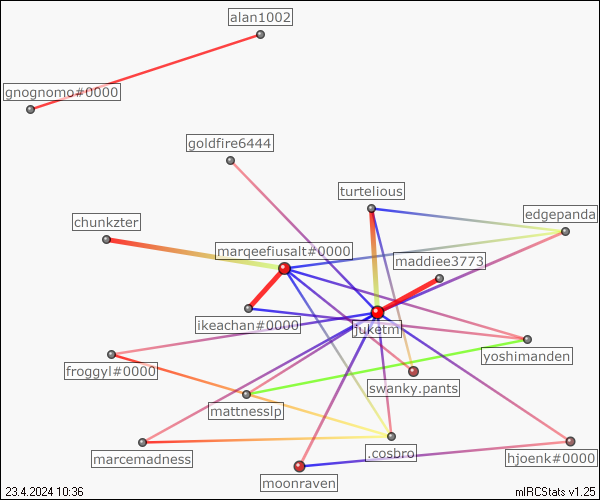 alan1002
gnognomo#0000
goldfire6444
turtelious
edgepanda
chunkzter
marqeefiusalt#0000
maddiee3773
ikeachan#0000
juketm
yoshimanden
froggyl#0000
swanky.pants
mattnesslp
.cosbro
marcemadness
hjoenk#0000
moonraven
23.4.2024 10:36
mIRCStats v1.25